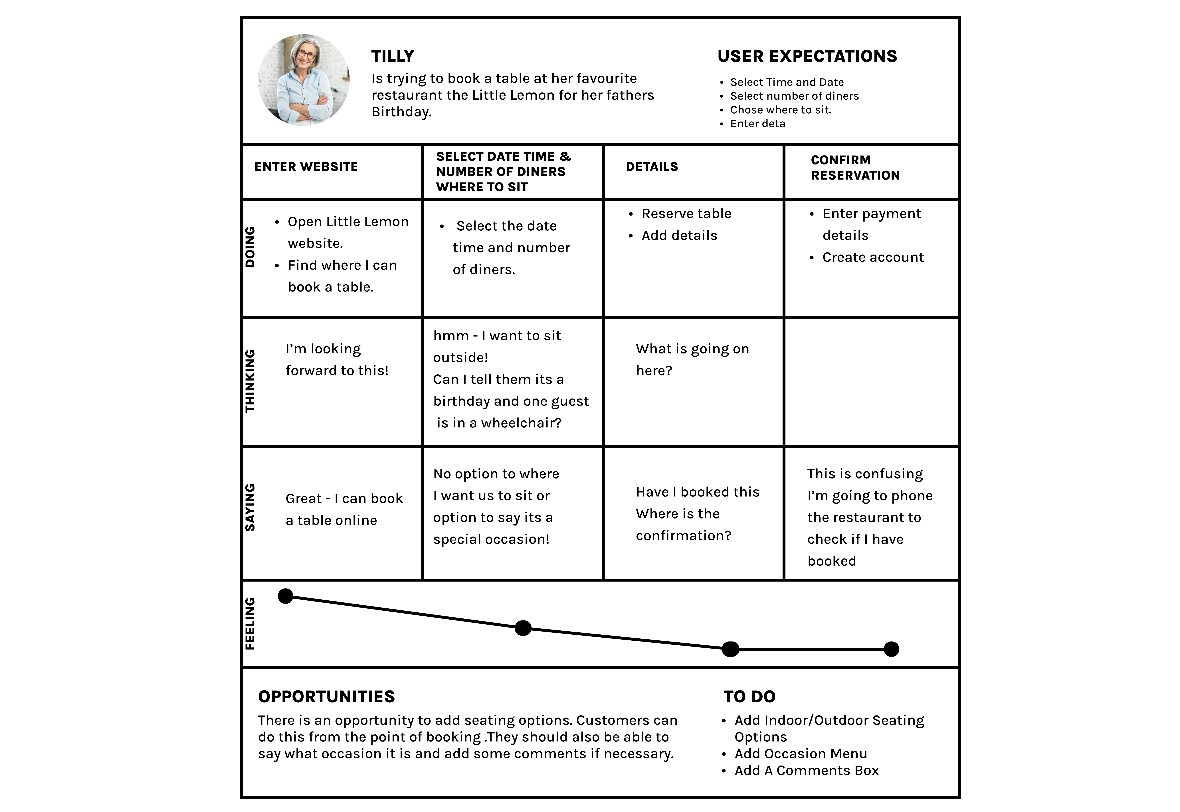 TILLY
Is trying to book a table at her favourite
restaurant the Little Lemon for her fathers
Birthday.
USER EXPECTATIONS
• Select Time and Date
• Select number of diners
• Chose where to sit.
• Enter deta
ENTER WEBSITE
SELECT DATE TIME &
NUMBER OF DINERS
WHERE TO SIT
DETAILS
CONFIRM
RESERVATION
DOING
• Open Little Lemon
website.
• Find where I can
book a table.
• Select the date
time and number
of diners.
• Reserve table
• Add details
• Enter payment
details
• Create account
THINKING
I'm looking
forward to this!
hmm - I want to sit
outside!
Can I tell them its a
birthday and one guest
is in a wheelchair?
What is going on
here?
SAYING
Great - I can book
a table online
No option to where
I want us to sit or
option to say its a
special occasion!
Have I booked this
Where is the
confirmation?
This is confusing
I'm going to phone
the restaurant to
check if I have
booked
FEELING
OPPORTUNITIES
There is an opportunity to add seating options. Customers can
do this from the point of booking .They should also be able to
say what occasion it is and add some comments if necessary.
TO DO
• Add Indoor/Outdoor Seating
Options
• Add Occasion Menu
• Add A Comments Box